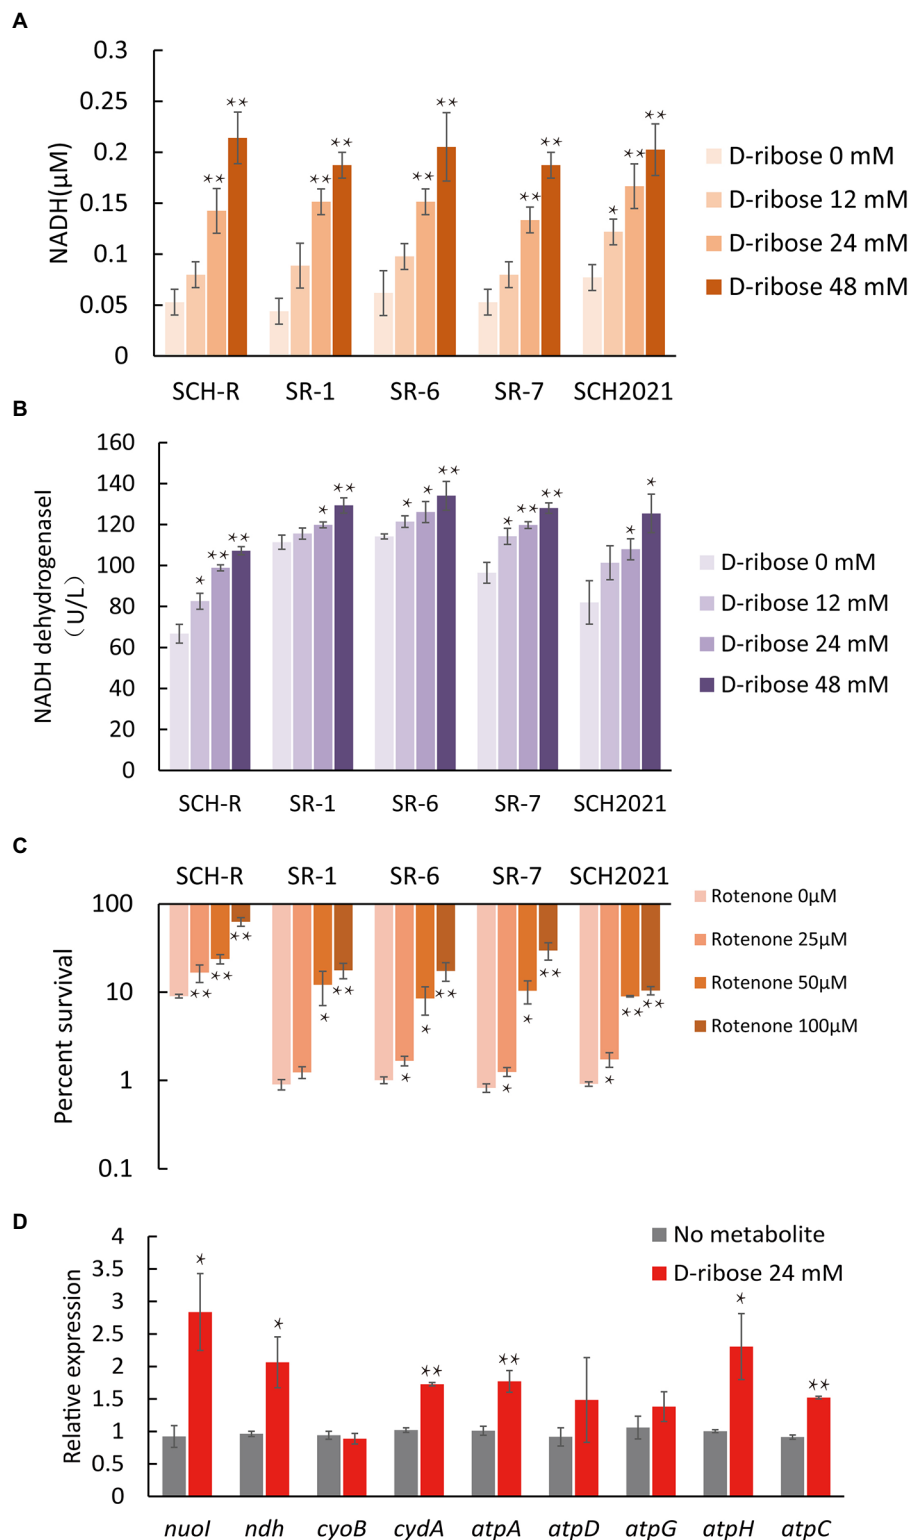 A
0.3
0.25
0.2
0.15
0.1
0.05
0
NADH(μM)
** ** ** ** ** ** ** ** * ** **
D-ribose 0 mM
D-ribose 12 mM
D-ribose 24 mM
D-ribose 48 mM
SCH-R SR-1 SR-6 SR-7 SCH2021
B
160
140
120
100
80
60
40
20
0
NADH dehydrogenaseI
（U/L）
* ** ** * ** * * ** * ** ** * *
D-ribose 0 mM
D-ribose 12 mM
D-ribose 24 mM
D-ribose 48 mM
SCH-R SR-1 SR-6 SR-7 SCH2021
C
SCH-R SR-1 SR-6 SR-7 SCH2021
100
10
1
0.1
Percent survival
** ** ** * ** * * ** * * ** * ** **
Rotenone 0μM
Rotenone 25μM
Rotenone 50μM
Rotenone 100μM
D
4
3.5
3
2.5
2
1.5
1
0.5
0
Relative expression
* * ** ** * **
No metabolite
D-ribose 24 mM
nuoI ndh cyoB cydA atpA atpD atpG atpH atpC